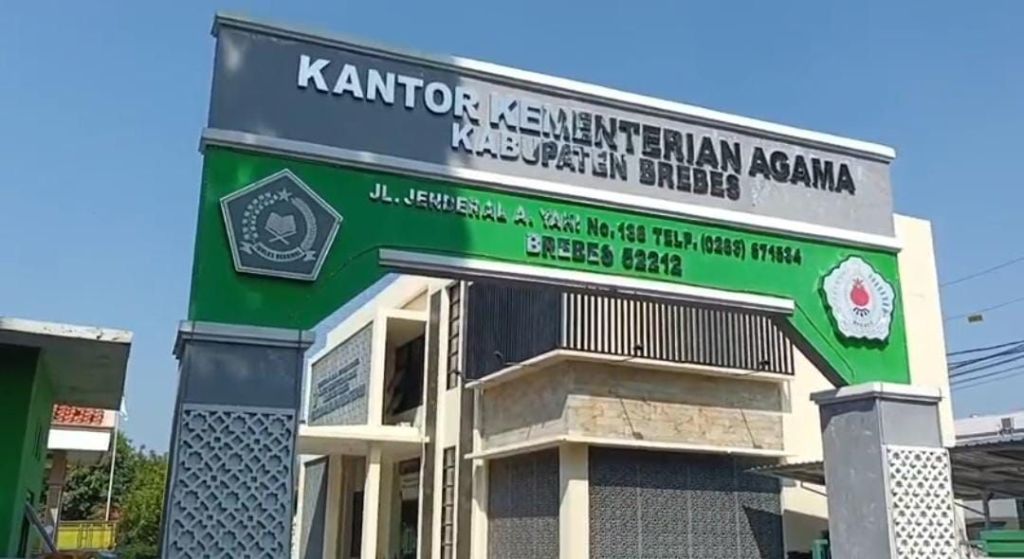 KANTOR KEMENTERIAN AGAMA
KABUPATEN BREBES
JL. JENDERAL A. YANI No. 138 TELP. (0283) 671534
BREBES 52212